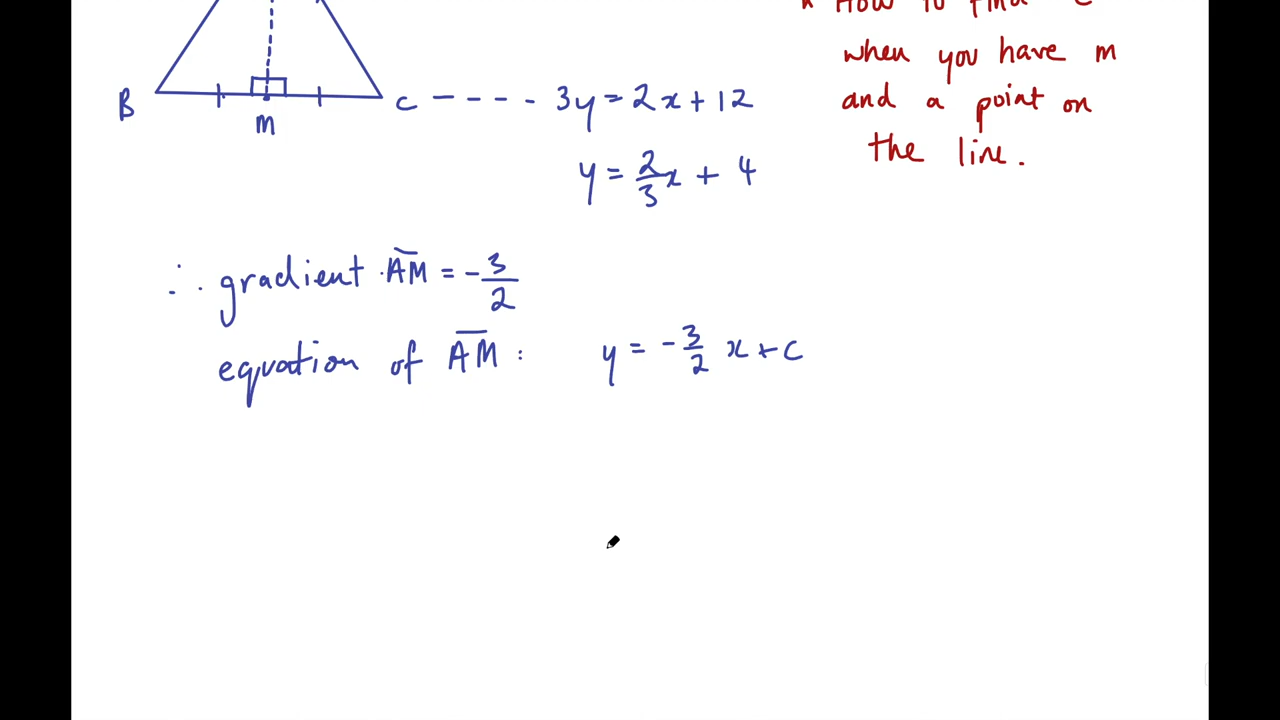 How to find c
when you have m
and a point on
the line.
B
M
C - - - - 3y = 2x + 12
y = 2/3 x + 4
∴ gradient AM = - 3/2
equation of AM : y = - 3/2 x + c